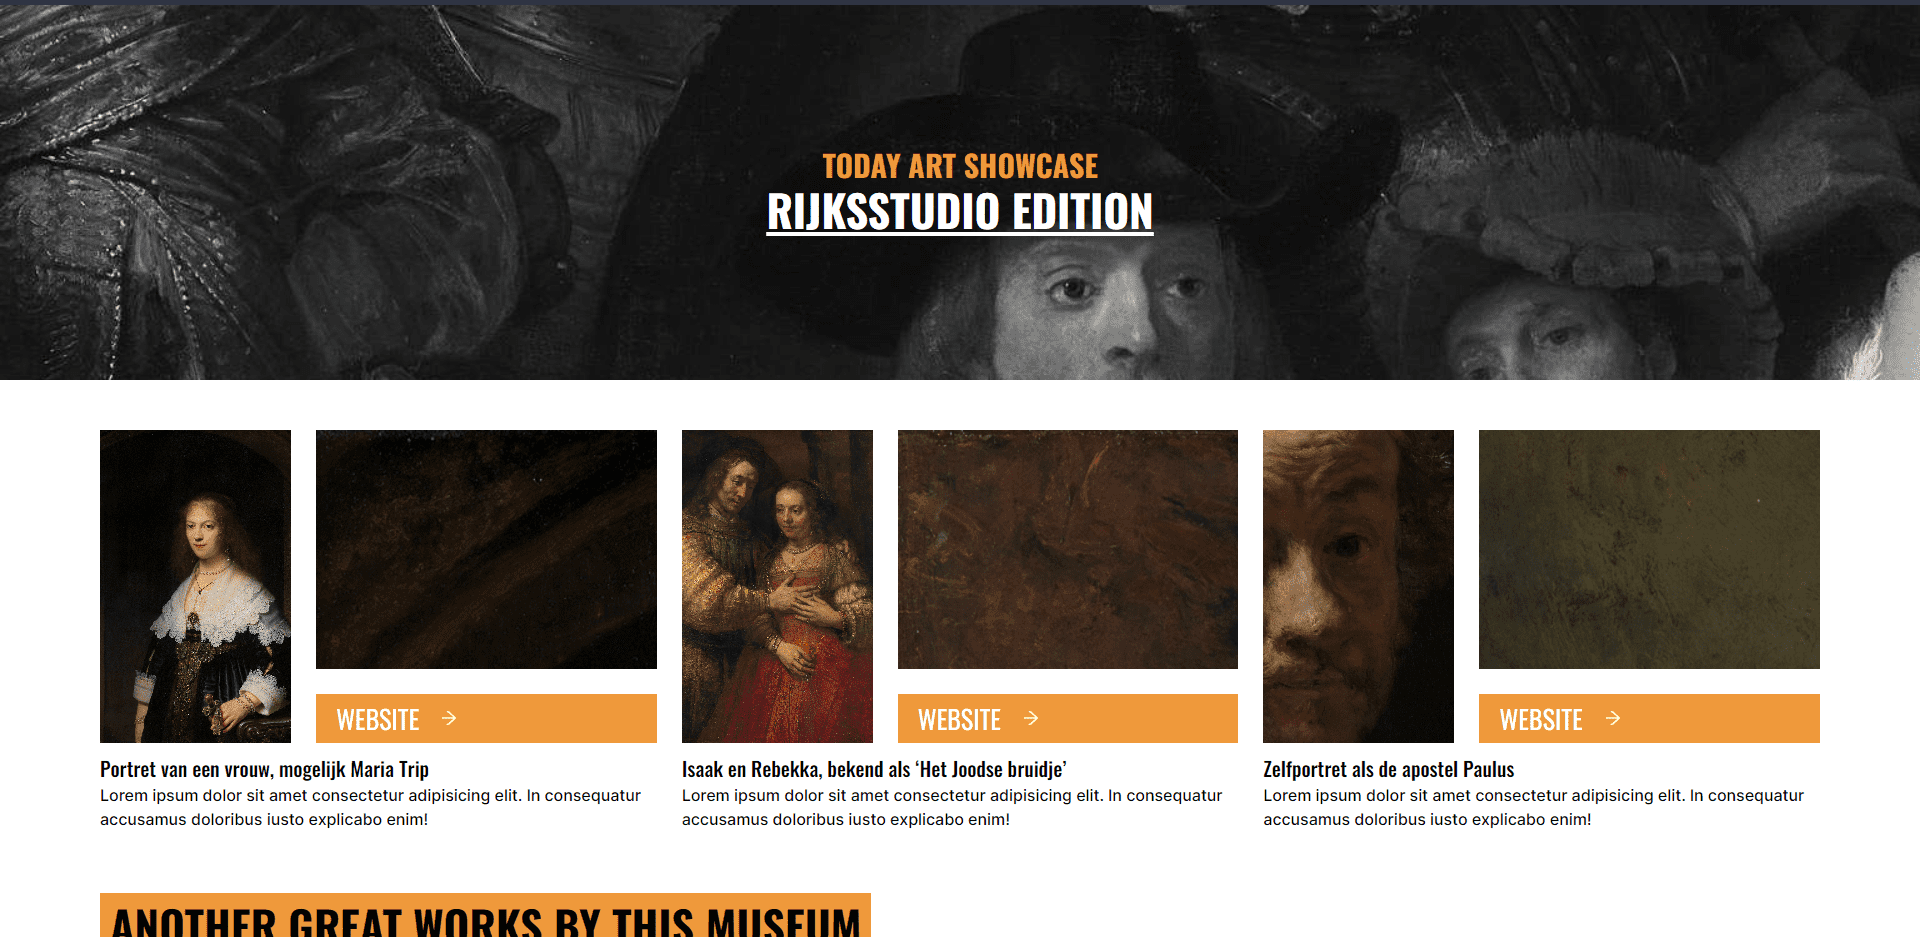 TODAY ART SHOWCASE
RIJKSSTUDIO EDITION
WEBSITE →
Portret van een vrouw, mogelijk Maria Trip
Lorem ipsum dolor sit amet consectetur adipisicing elit. In consequatur
accusamus doloribus iusto explicabo enim!
WEBSITE →
Isaak en Rebekka, bekend als ‘Het Joodse bruidje’
Lorem ipsum dolor sit amet consectetur adipisicing elit. In consequatur
accusamus doloribus iusto explicabo enim!
WEBSITE →
Zelfportret als de apostel Paulus
Lorem ipsum dolor sit amet consectetur adipisicing elit. In consequatur
accusamus doloribus iusto explicabo enim!
ANOTHER GREAT WORKS BY THIS MUSEUM